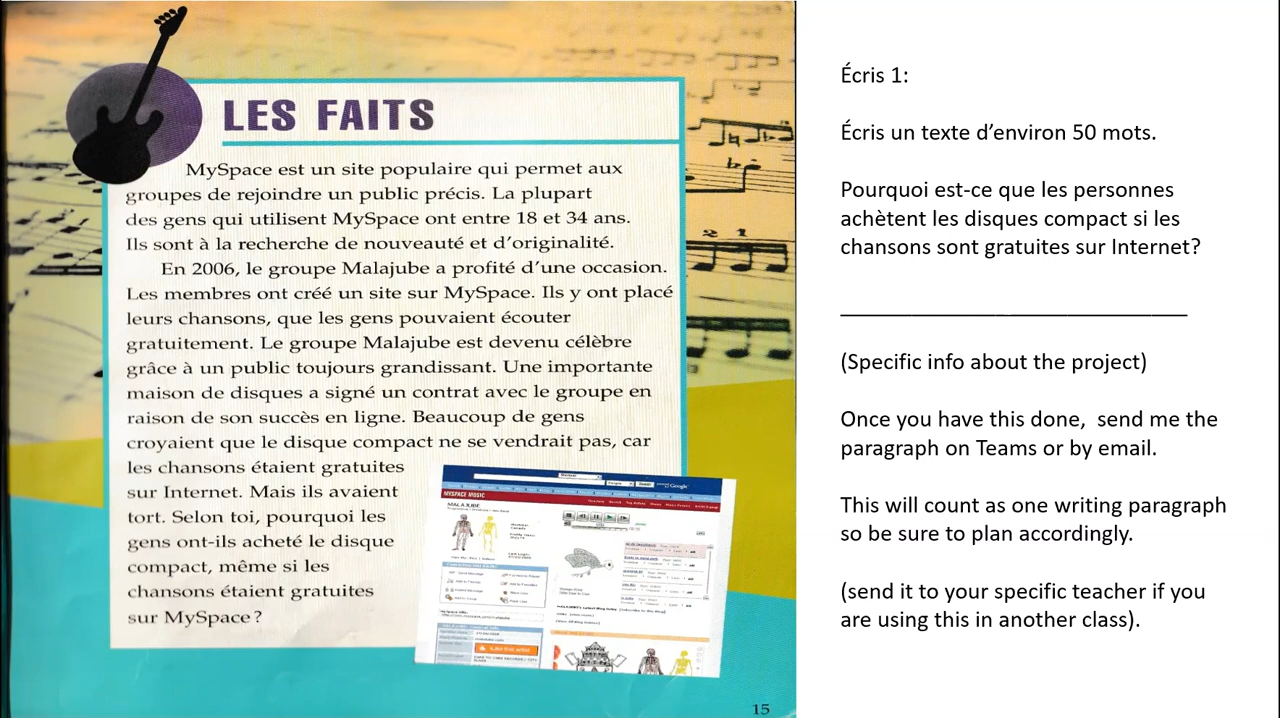 LES FAITS
MySpace est un site populaire qui permet aux
groupes de rejoindre un public précis. La plupart
des gens qui utilisent MySpace ont entre 18 et 34 ans.
Ils sont à la recherche de nouveauté et d'originalité.
En 2006, le groupe Malajube a profité d'une occasion.
Les membres ont créé un site sur MySpace. Ils y ont placé
leurs chansons, que les gens pouvaient écouter
gratuitement. Le groupe Malajube est devenu célèbre
grâce à un public toujours grandissant. Une importante
maison de disques a signé un contrat avec le groupe en
raison de son succès en ligne. Beaucoup de gens
croyaient que le disque compact ne se vendrait pas, car
les chansons étaient gratuites
sur Internet. Mais ils avaient
tort. Selon toi, pourquoi les
gens ont-ils acheté le disque
compact, même si les
chansons étaient gratuites
sur MySpace?
MYSPACE MUSIC
MALAJUBE
15
Écris 1:
Écris un texte d'environ 50 mots.
Pourquoi est-ce que les personnes
achètent les disques compact si les
chansons sont gratuites sur Internet?
(Specific info about the project)
Once you have this done, send me the
paragraph on Teams or by email.
This will count as one writing paragraph
so be sure to plan accordingly.
(send it to your specific teacher if you
are using this in another class).